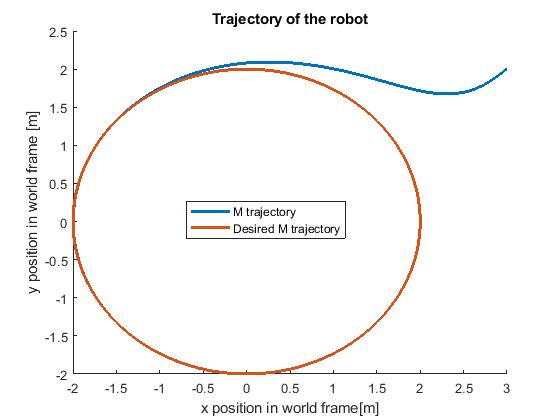 Trajectory of the robot
2.5
2
1.5
1
0.5
0
-0.5
-1
-1.5
-2
y position in world frame [m]
M trajectory
Desired M trajectory
-2 -1.5 -1 -0.5 0 0.5 1 1.5 2 2.5 3
x position in world frame[m]